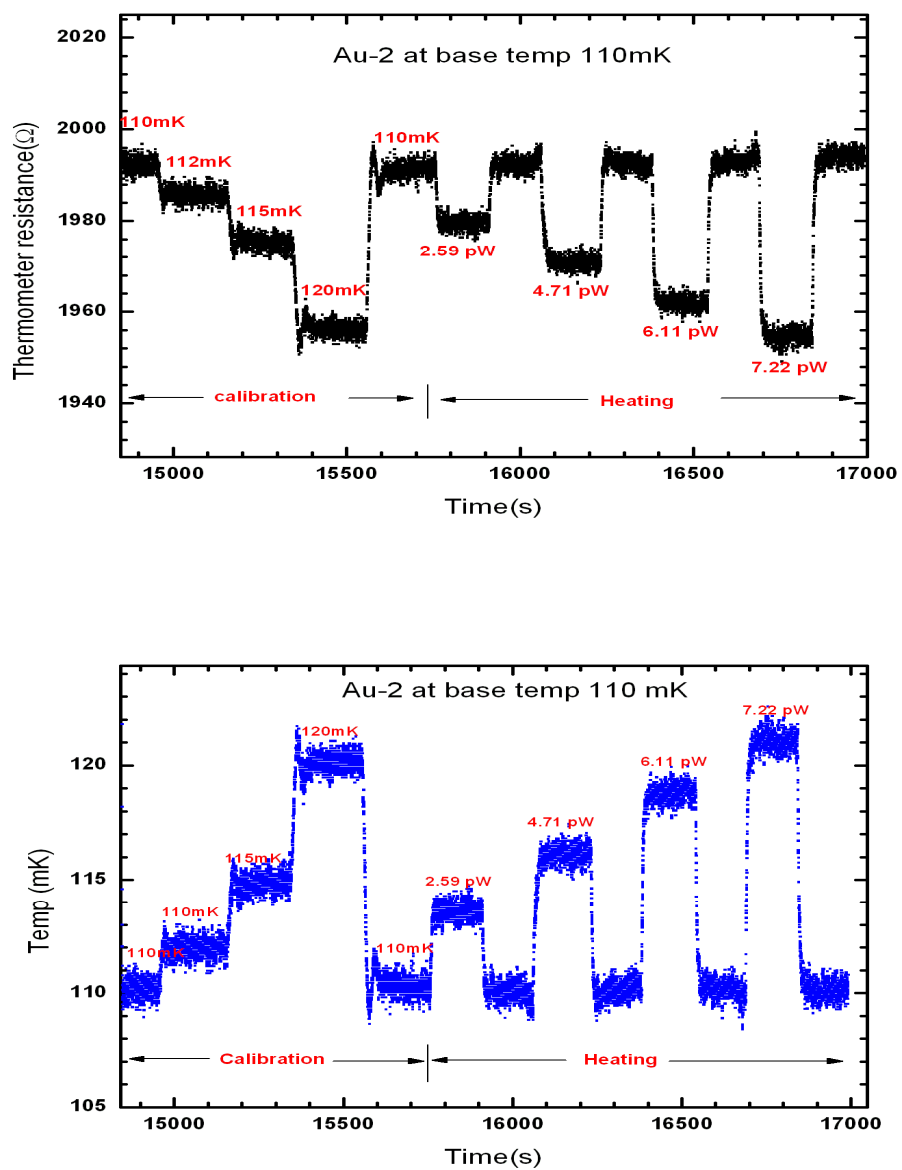 2025
Au-2 at base temp 110mK
2000
110mK
110mK
112mK
1980
115mK
2.59 pW
4.71 pW
120mK
1960
6.11 pW
7.22 pW
1940
calibration
Heating
Thermometer resistance(Ω)
15000 15500 16000 16500 17000
Time(s)
Au-2 at base temp 110 mK
7.22 pW
120mK
120
6.11 pW
4.71 pW
115mK
115
2.59 pW
110mK
110mK
110mK
110
Calibration
Heating
105
Temp (mK)
15000 15500 16000 16500 17000
Time(s)